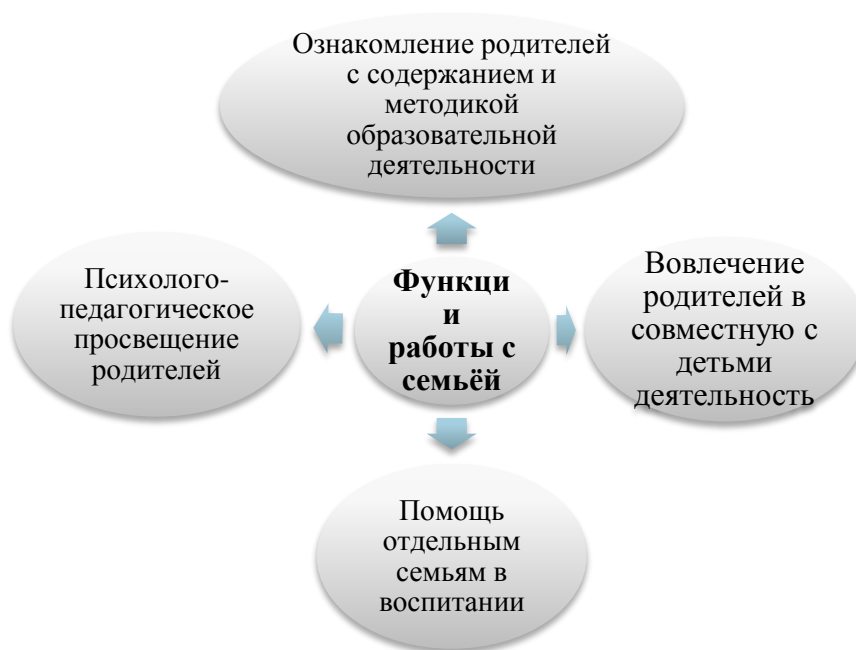 Ознакомление родителей
с содержанием и
методикой
образовательной
деятельности
Психолого-
педагогическое
просвещение
родителей
Функци
и
работы с
семьёй
Вовлечение
родителей в
совместную с
детьми
деятельность
Помощь
отдельным
семьям в
воспитании